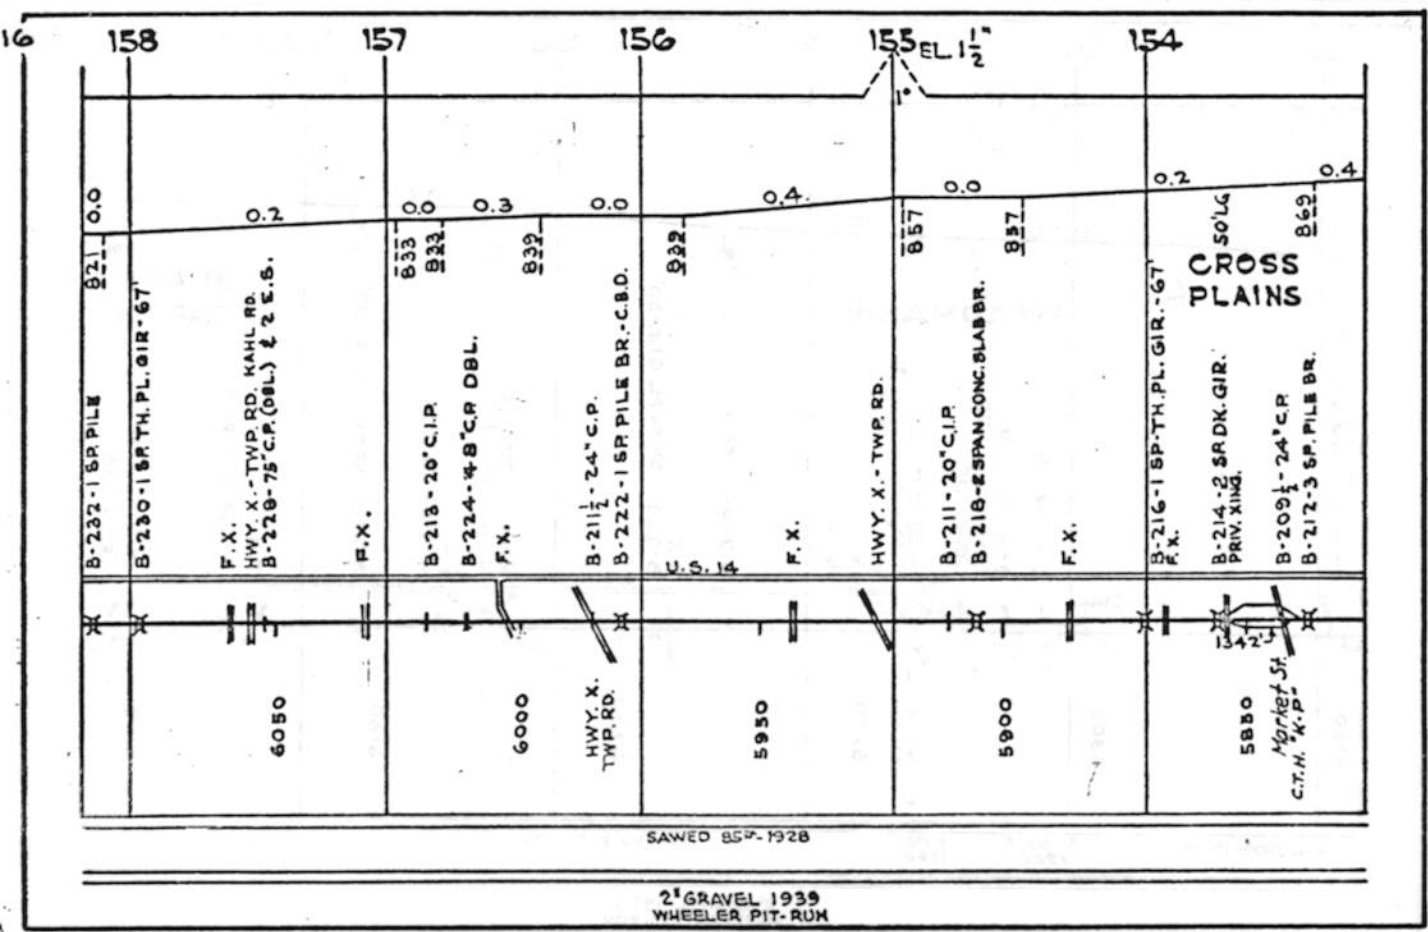 16
158
157
156
155
154
EL. 1½"
1°
0.0
0.2
0.0
0.3
0.0
0.4
0.0
0.2
0.4
821
833
833
839
839
857
857
50'LG
869
CROSS
PLAINS
B-232-1 SP. PILE
B-230-1 SP. TH. PL. GIR-67'
F.X.
HWY. X.-TWP. RD. KAHL RD.
B-228-75" C.P. (DBL.) & 2 E.S.
F.X.
B-213-20" C.I.P.
B-224-48" C.P. DBL.
F.X.
B-211½-24" C.P.
B-222-1 SP. PILE BR.-C.B.D.
F.X.
HWY. X.-TWP. RD.
B-211-20" C.I.P.
B-218-2 SPAN CONC. SLAB BR.
F.X.
B-216-1 SP-TH. PL. GIR.-67'
F.X.
B-214-2 SP. DK. GIR.
PRIV. XING.
B-209½-24" C.P.
B-212-3 SP. PILE BR.
U.S. 14
1342'
6050
6000
HWY. X.
TWP. RD.
5950
5900
5850
Market St.
C.T.H. "K.P"
SAWED 85LB-1928
2" GRAVEL 1939
WHEELER PIT-RUN